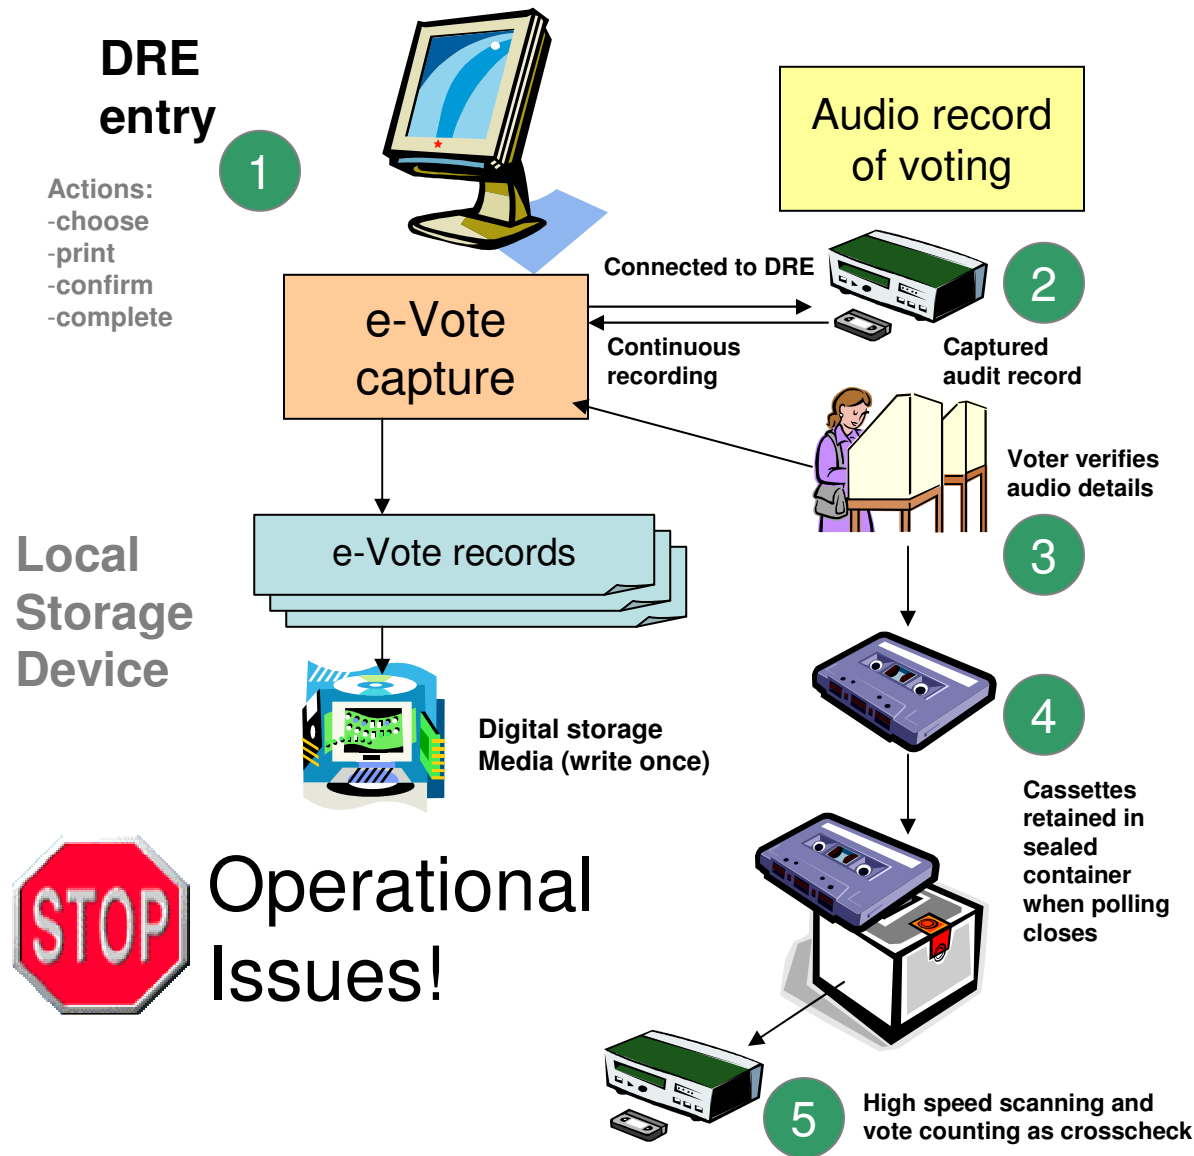 DRE
entry
1
Actions:
-choose
-print
-confirm
-complete
Audio record
of voting
Connected to DRE
2
e-Vote
capture
Continuous
recording
Captured
audit record
Voter verifies
audio details
3
e-Vote records
Local
Storage
Device
4
Digital storage
Media (write once)
Cassettes
retained in
sealed
container
when polling
closes
STOP
Operational
Issues!
5
High speed scanning and
vote counting as crosscheck